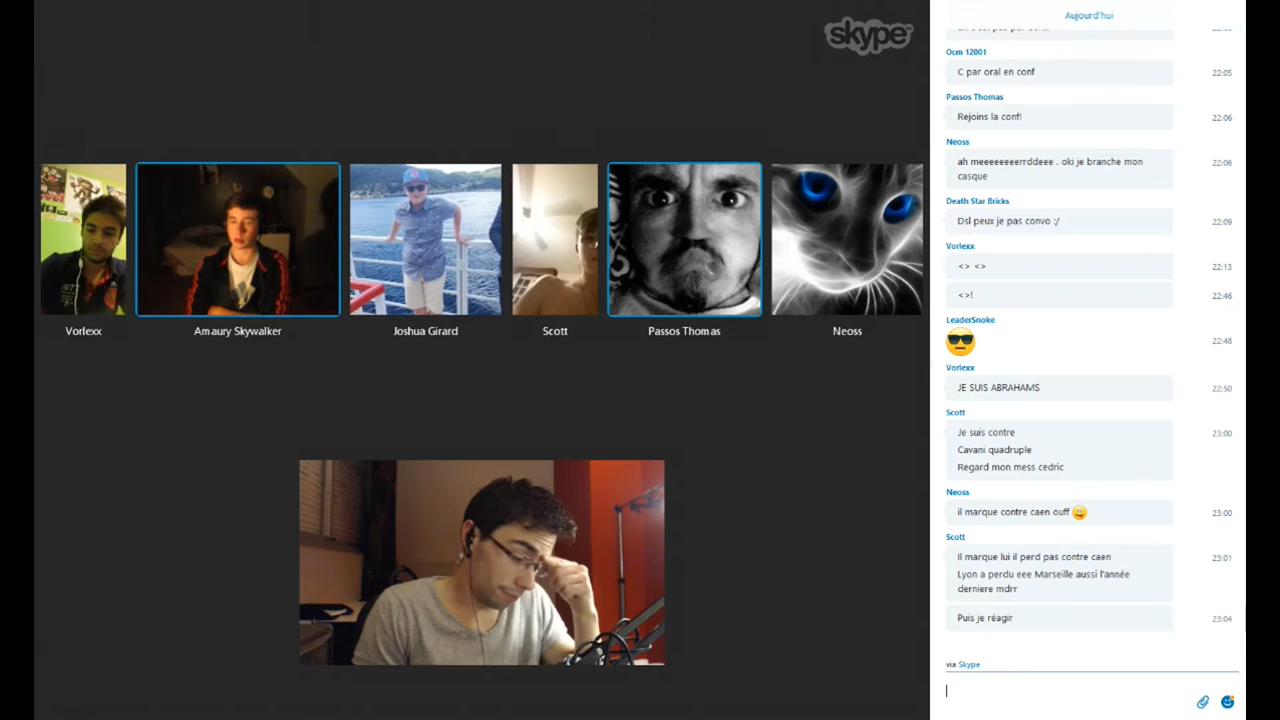 skype
Vorlexx
Amaury Skywalker
Joshua Girard
Scott
Passos Thomas
Neoss
Aujourd'hui
Ocm 12001
C par oral en conf
22:05
Passos Thomas
Rejoins la conf!
22:06
Neoss
ah meeeeeeerrddeee . oki je branche mon
casque
22:06
Death Star Bricks
Dsl peux je pas convo :/
22:09
Vorlexx
<> <>
22:13
<>!
22:46
LeaderSnoke
22:48
Vorlexx
JE SUIS ABRAHAMS
22:50
Scott
Je suis contre
Cavani quadruple
Regard mon mess cedric
23:00
Neoss
il marque contre caen ouff
23:00
Scott
Il marque lui il perd pas contre caen
Lyon a perdu eee Marseille aussi l'année
derniere mdrr
23:01
Puis je réagir
23:04
via Skype